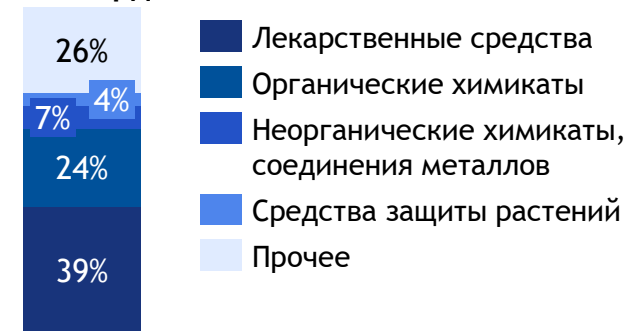 26%
4%
7%
24%
39%
Лекарственные средства
Органические химикаты
Неорганические химикаты,
соединения металлов
Средства защиты растений
Прочее